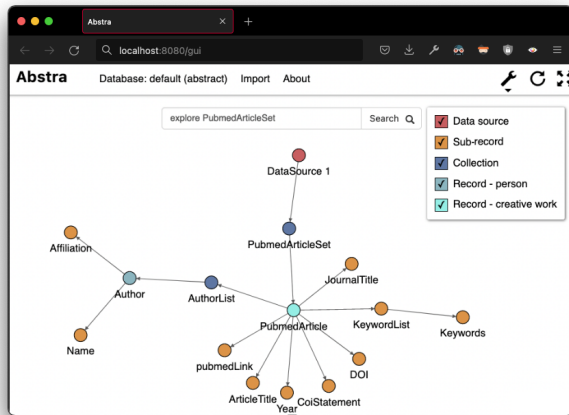 Abstra
localhost:8080/gui
Abstra Database: default (abstract) Import About
explore PubmedArticleSet Search
Data source
Sub-record
Collection
Record - person
Record - creative work
DataSource 1
PubmedArticleSet
Affiliation
JournalTitle
Author
AuthorList
PubmedArticle
KeywordList
Keywords
Name
pubmedLink
DOI
ArticleTitle
CoiStatement
Year